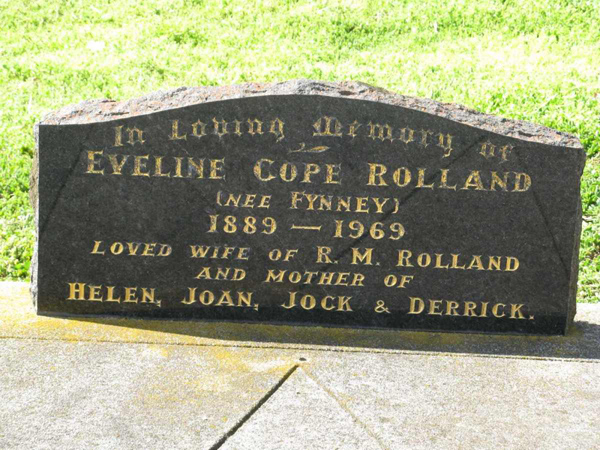 In Loving Memory of
EVELINE COPE ROLLAND
(NEE FYNNEY)
1889 — 1969
LOVED WIFE OF R. M. ROLLAND
AND MOTHER OF
HELEN, JOAN, JOCK & DERRICK.